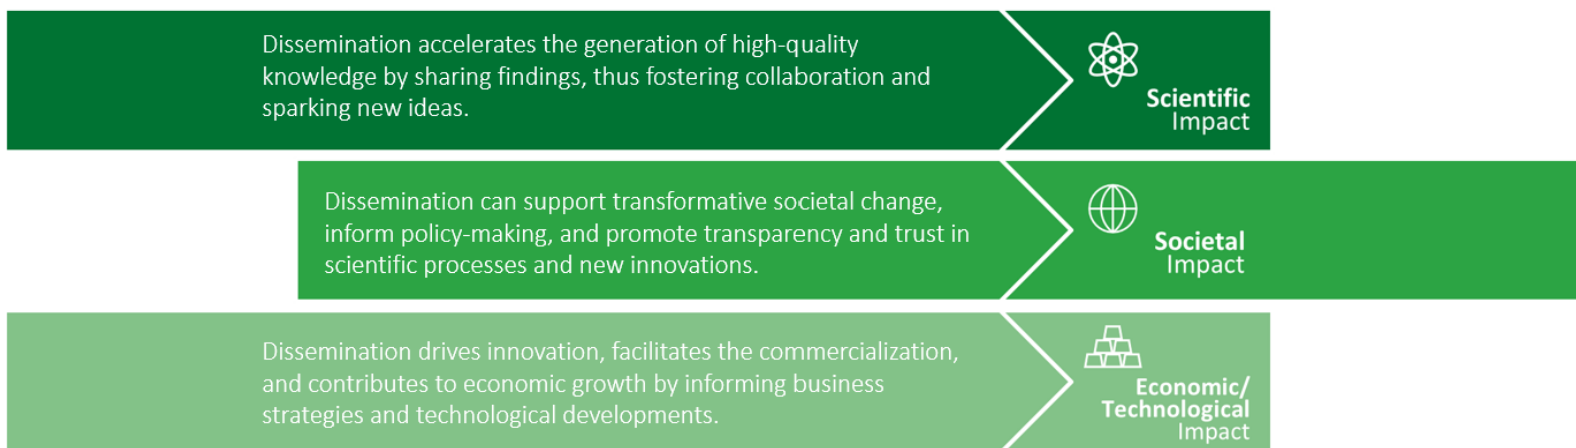 Dissemination accelerates the generation of high-quality
knowledge by sharing findings, thus fostering collaboration and
sparking new ideas.
Scientific
Impact
Dissemination can support transformative societal change,
inform policy-making, and promote transparency and trust in
scientific processes and new innovations.
Societal
Impact
Dissemination drives innovation, facilitates the commercialization,
and contributes to economic growth by informing business
strategies and technological developments.
Economic/
Technological
Impact